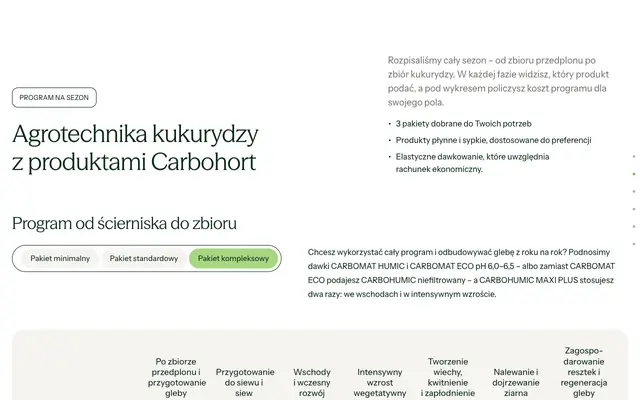 PROGRAM NA SEZON
Agrotechnika kukurydzy
z produktami Carbohort
Rozpisaliśmy cały sezon – od zbioru przedplonu po
zbiór kukurydzy. W każdej fazie widzisz, który produkt
podać, a pod wykresem policzysz koszt programu dla
swojego pola.
• 3 pakiety dobrane do Twoich potrzeb
• Produkty płynne i sypkie, dostosowane do preferencji
• Elastyczne dawkowanie, które uwzględnia
rachunek ekonomiczny.
Program od ścierniska do zbioru
Pakiet minimalny
Pakiet standardowy
Pakiet kompleksowy
Chcesz wykorzystać cały program i odbudowywać glebę z roku na rok? Podnosimy
dawki CARBOMAT HUMIC i CARBOMAT ECO pH 6,0–6,5 – albo zamiast CARBOMAT
ECO podajesz CARBOHUMIC niefiltrowany – a CARBOHUMIC MAXI PLUS stosujesz
dwa razy: we wschodach i w intensywnym wzroście.
Po zbiorze
przedplonu i
przygotowanie
gleby
Przygotowanie
do siewu i
siew
Wschody
i wczesny
rozwój
Intensywny
wzrost
wegetatywny
Tworzenie
wiechy,
kwitnienie
i zapłodnienie
Nalewanie i
dojrzewanie
ziarna
Zagospo-
darowanie
resztek i
regeneracja
gleby